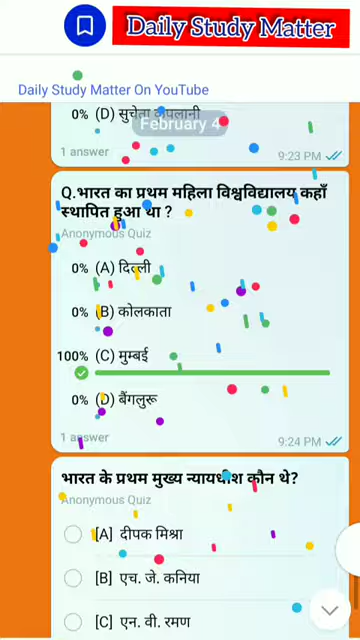 Daily Study Matter
Daily Study Matter On YouTube
0% (D) सुचेता कृपलानी
February 4
1 answer 9:23 PM
Q.भारत का प्रथम महिला विश्वविद्यालय कहाँ
स्थापित हुआ था ?
Anonymous Quiz
0% (A) दिल्ली
0% (B) कोलकाता
100% (C) मुम्बई
0% (D) बैंगलुरू
1 answer 9:24 PM
भारत के प्रथम मुख्य न्यायधीश कौन थे?
Anonymous Quiz
[A] दीपक मिश्रा
[B] एच. जे. कनिया
[C] एन. वी. रमण